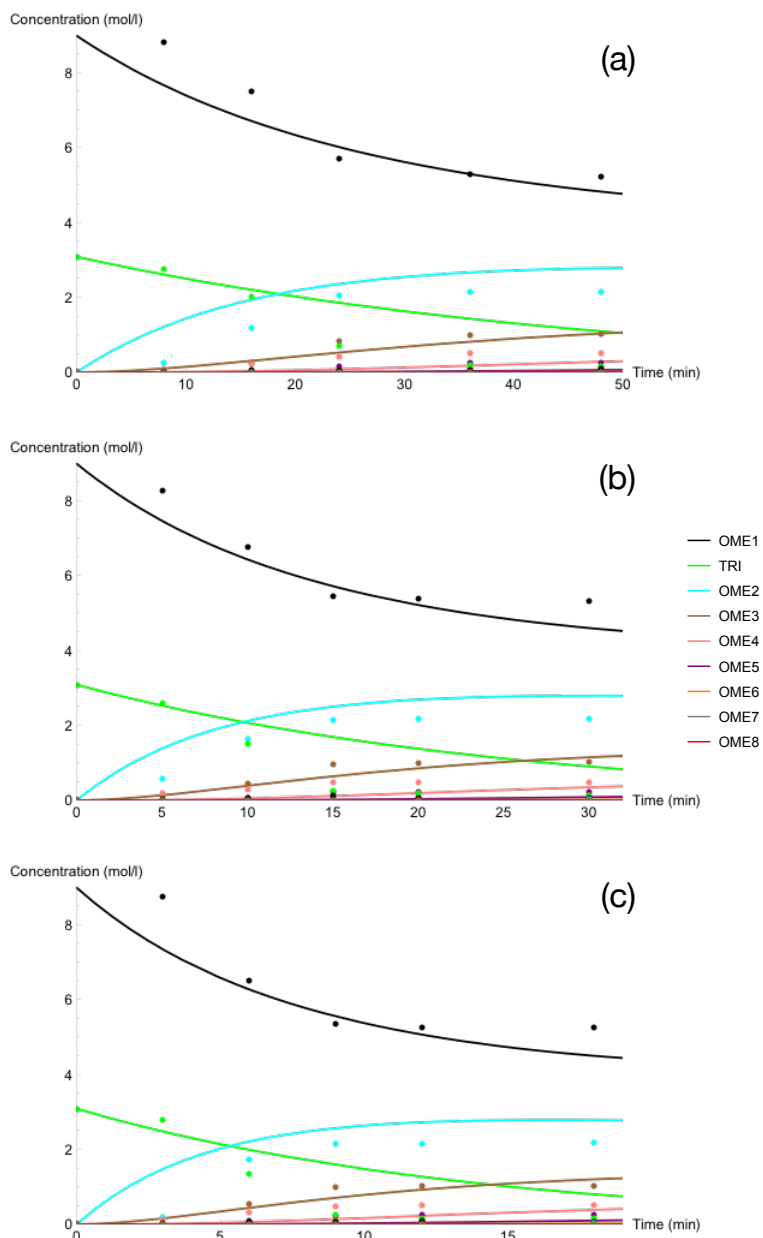 Concentration (mol/l)
(a)
8
6
4
2
0
0 10 20 30 40 50 Time (min)
Concentration (mol/l)
(b)
8
6
4
2
0
0 5 10 15 20 25 30 Time (min)
OME1
TRI
OME2
OME3
OME4
OME5
OME6
OME7
OME8
Concentration (mol/l)
(c)
8
6
4
2
0
0 5 10 15 Time (min)